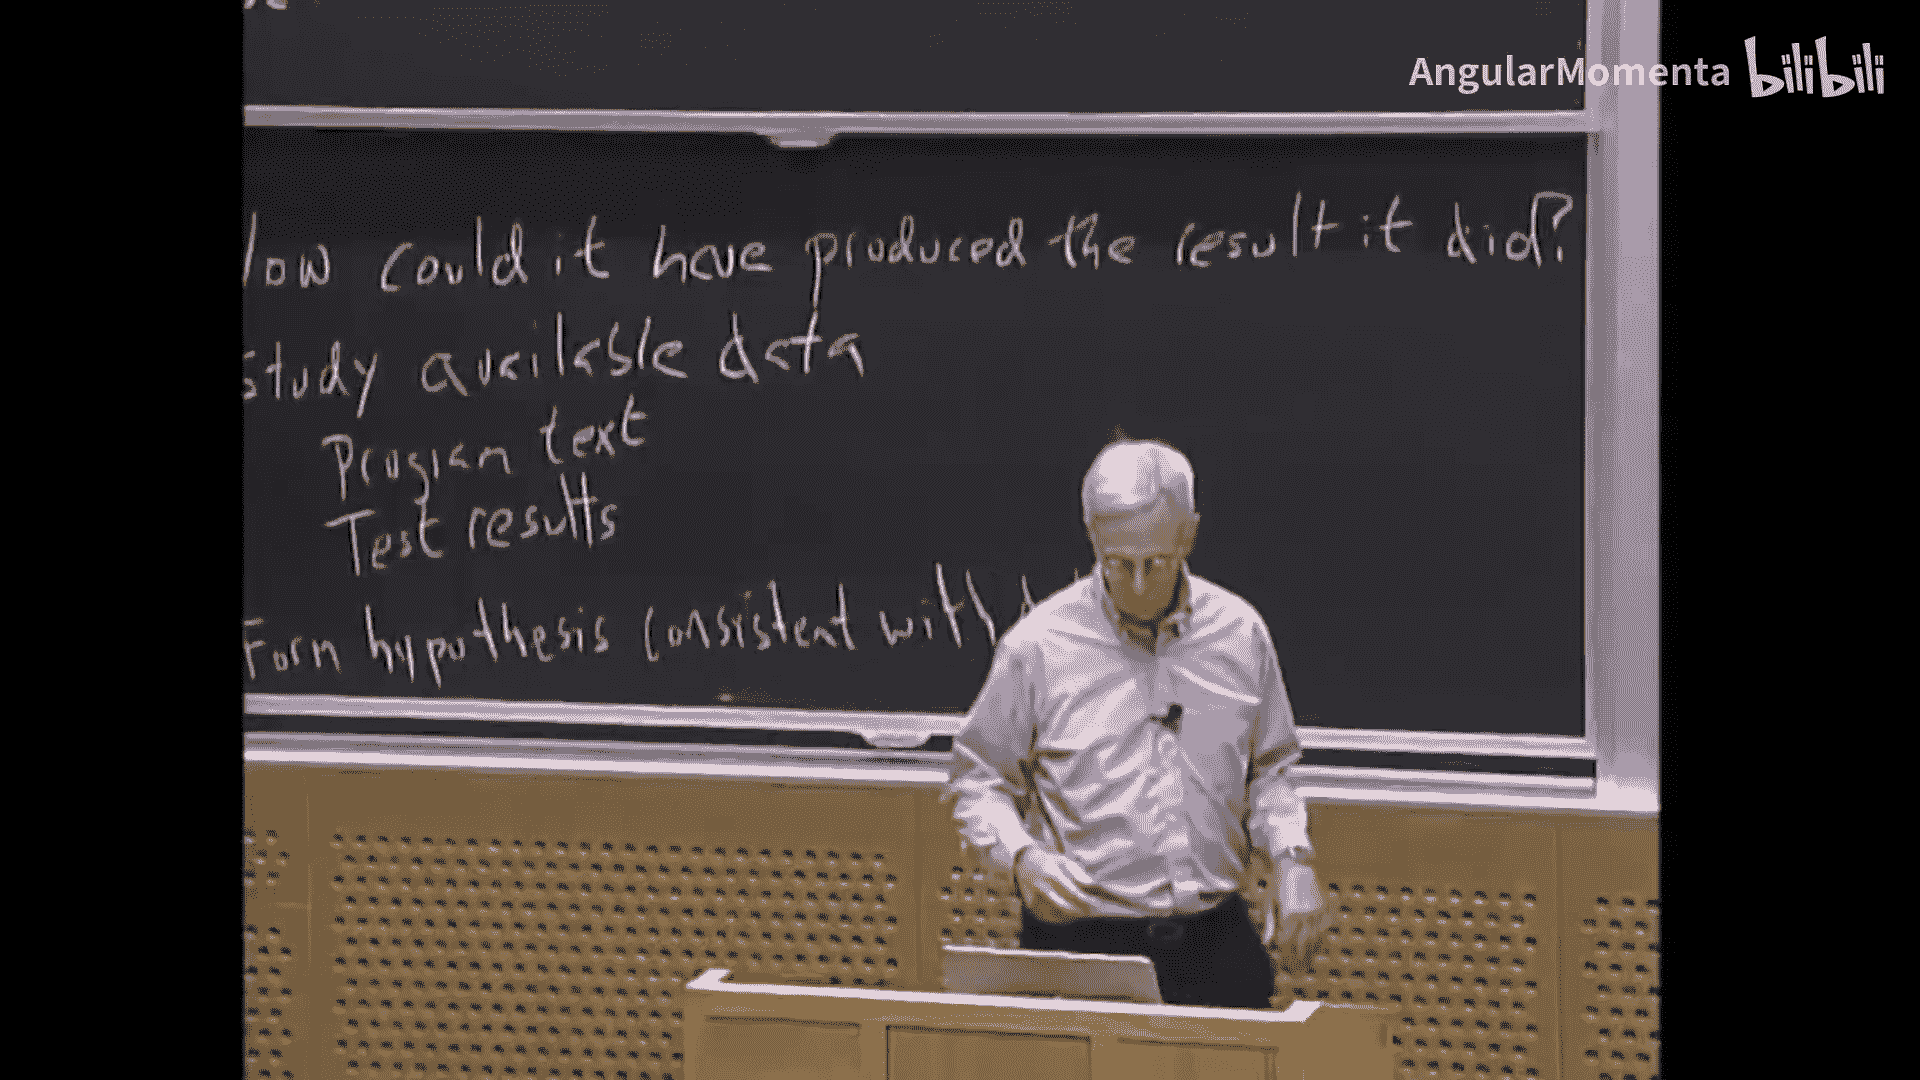 AngularMomenta bilibili
How could it have produced the result it did?
Study available data
Program text
Test results
Form hypothesis consistent with